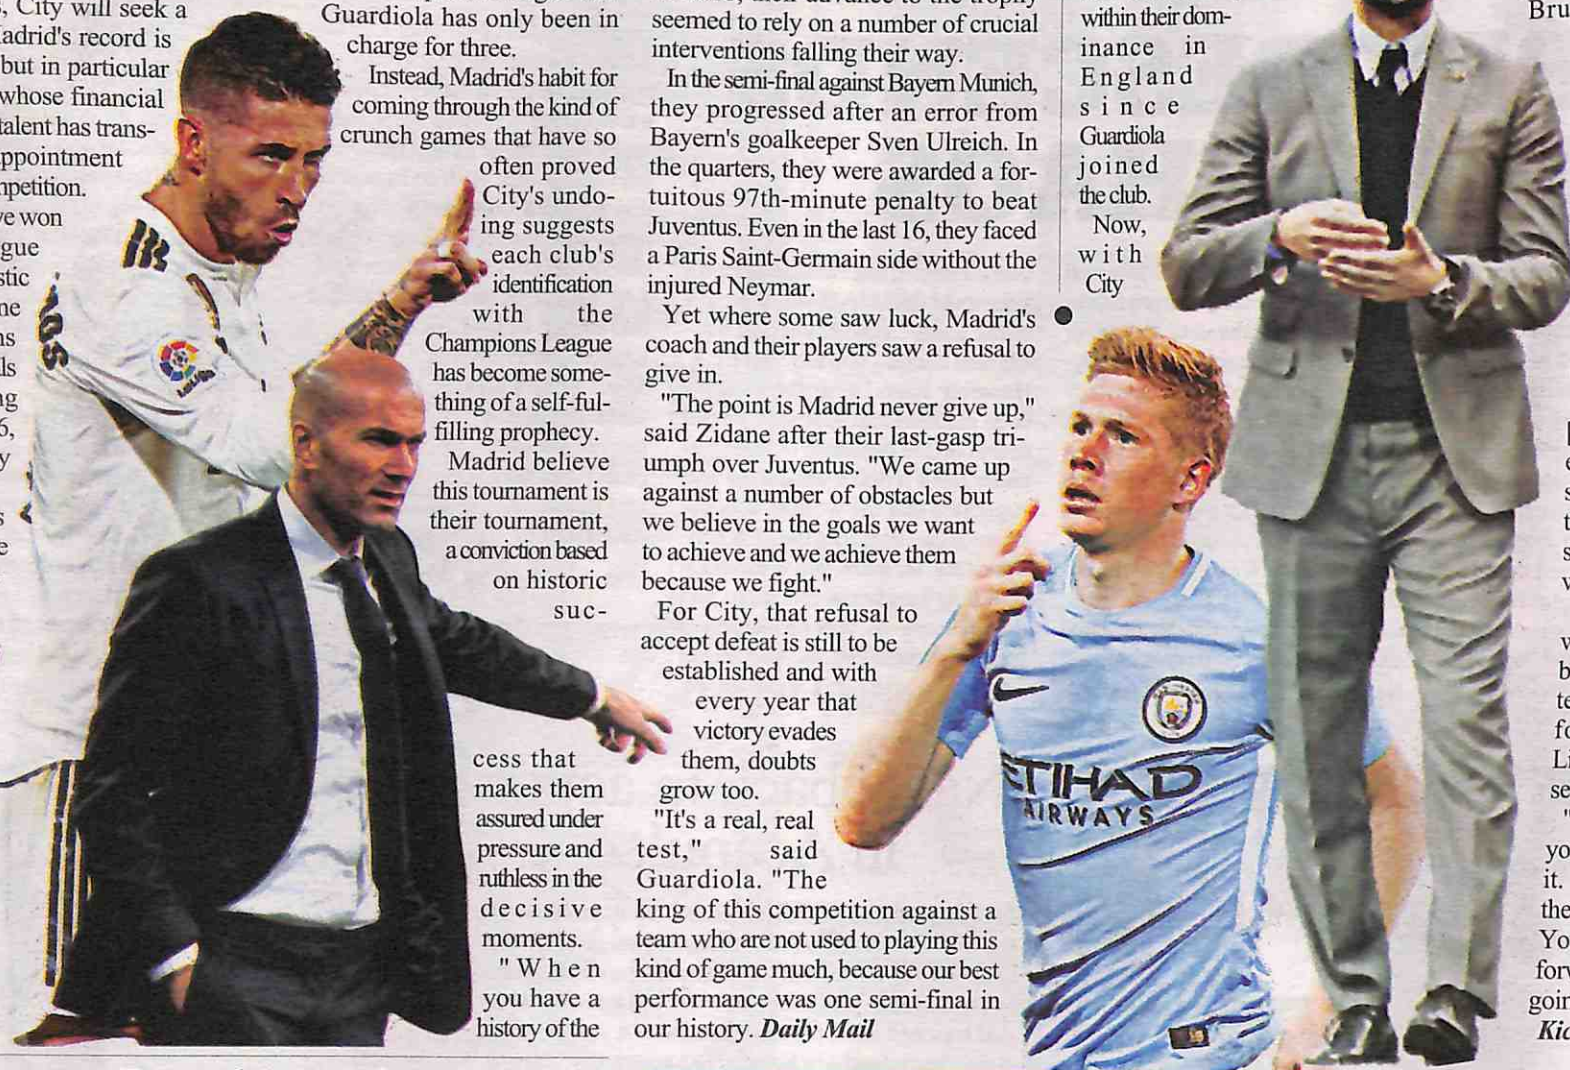 City will seek a
Madrid's record is
but in particular
whose financial
talent has trans-
won
Guardiola has only been in
charge for three.
Instead, Madrid's habit for
coming through the kind of
crunch games that have so
often proved
City's undo-
ing suggests
each club's
identification
with the
Champions League
has become some-
thing of a self-ful-
filling prophecy.
Madrid believe
this tournament is
their tournament,
a conviction based
on historic
suc-
cess that
makes them
assured under
pressure and
ruthless in the
decisive
moments.
"When
you have a
history of the
seemed to rely on a number of crucial
interventions falling their way.
In the semi-final against Bayern Munich,
they progressed after an error from
Bayern's goalkeeper Sven Ulreich. In
the quarters, they were awarded a for-
tuitous 97th-minute penalty to beat
Juventus. Even in the last 16, they faced
a Paris Saint-Germain side without the
injured Neymar.
Yet where some saw luck, Madrid's
coach and their players saw a refusal to
give in.
"The point is Madrid never give up,"
said Zidane after their last-gasp tri-
umph over Juventus. "We came up
against a number of obstacles but
we believe in the goals we want
to achieve and we achieve them
because we fight."
For City, that refusal to
accept defeat is still to be
established and with
every year that
victory evades
them, doubts
grow too.
"It's a real, real
test," said
Guardiola. "The
king of this competition against a
team who are not used to playing this
kind of game much, because our best
performance was one semi-final in
our history. Daily Mail
within their dom-
inance in
England
since
Guardiola
joined
the club.
Now,
with
City
ETIHAD
AIRWAYS
it.